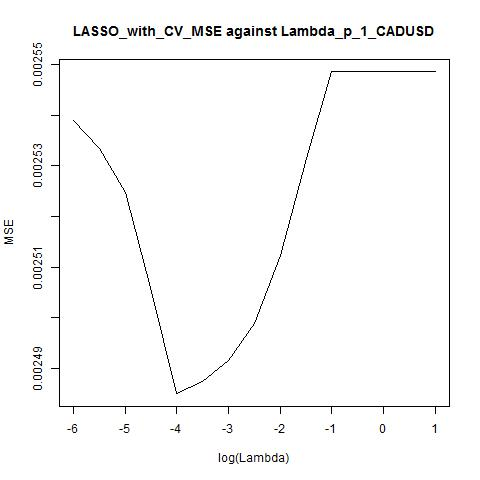 LASSO_with_CV_MSE against Lambda_p_1_CADUSD
MSE
0.00255
0.00253
0.00251
0.00249
-6 -5 -4 -3 -2 -1 0 1
log(Lambda)